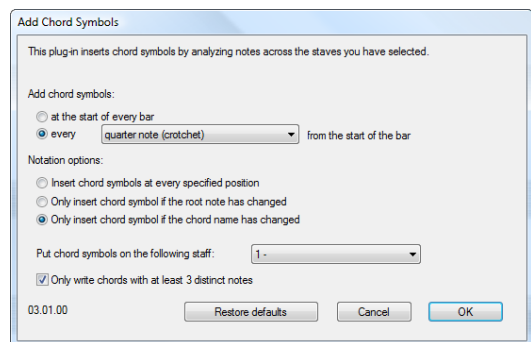 Add Chord Symbols
This plug-in inserts chord symbols by analyzing notes across the staves you have selected.
Add chord symbols:
at the start of every bar
every quarter note (crotchet) from the start of the bar
Notation options:
Insert chord symbols at every specified position
Only insert chord symbol if the root note has changed
Only insert chord symbol if the chord name has changed
Put chord symbols on the following staff: 1 -
Only write chords with at least 3 distinct notes
03.01.00 Restore defaults Cancel OK